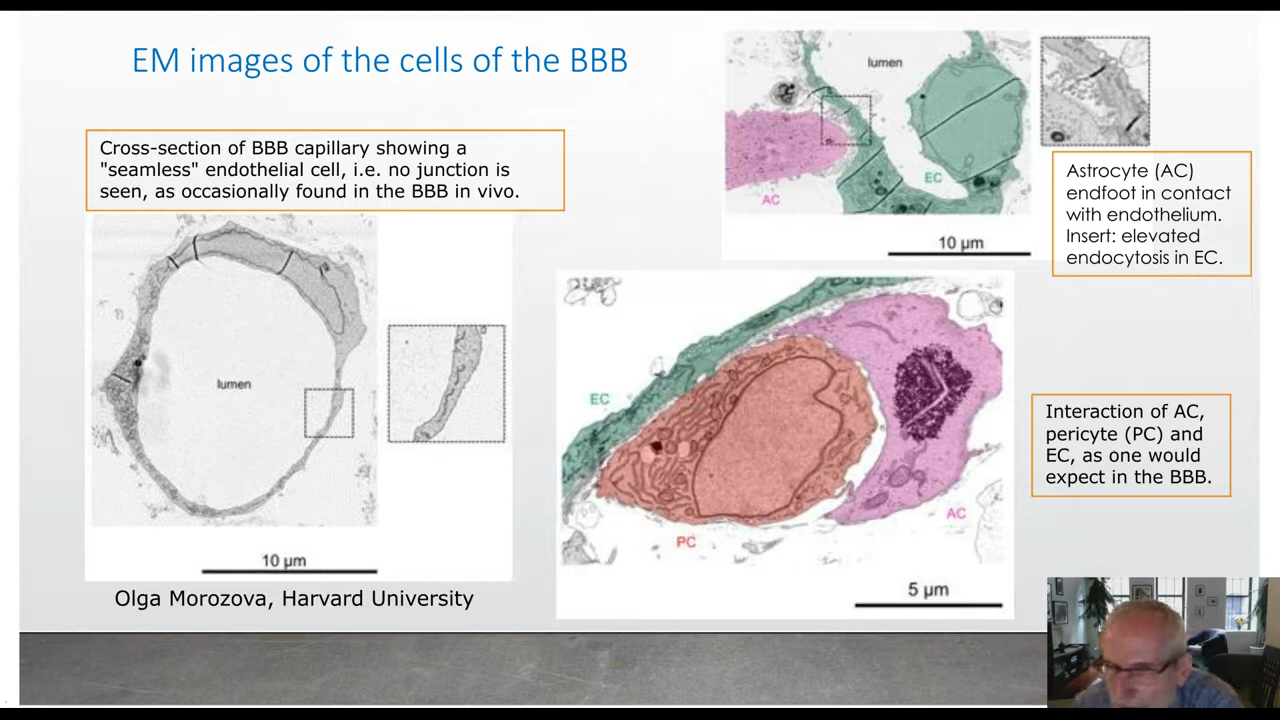 EM images of the cells of the BBB
Cross-section of BBB capillary showing a
"seamless" endothelial cell, i.e. no junction is
seen, as occasionally found in the BBB in vivo.
lumen
10 µm
Olga Morozova, Harvard University
lumen
EC
AC
10 µm
Astrocyte (AC)
endfoot in contact
with endothelium.
Insert: elevated
endocytosis in EC.
EC
PC
AC
5 µm
Interaction of AC,
pericyte (PC) and
EC, as one would
expect in the BBB.